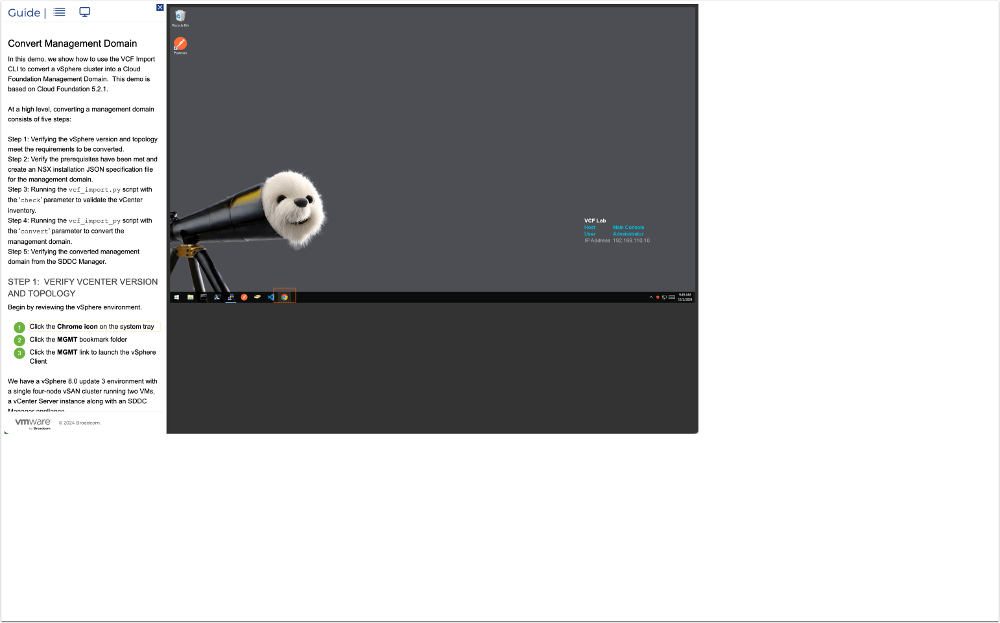 Guide |
Convert Management Domain
In this demo, we show how to use the VCF Import
CLI to convert a vSphere cluster into a Cloud
Foundation Management Domain.  This demo is
based on Cloud Foundation 5.2.1.
At a high level, converting a management domain
consists of five steps:
Step 1: Verifying the vSphere version and topology
meet the requirements to be converted.
Step 2: Verify the prerequisites have been met and
create an NSX installation JSON specification file
for the management domain.
Step 3: Running the vcf_import.py script with
the 'check' parameter to validate the vCenter
inventory.
Step 4: Running the vcf_import_py script with
the 'convert' parameter to convert the
management domain.
Step 5: Verifying the converted management
domain from the SDDC Manager.
STEP 1:  VERIFY VCENTER VERSION
AND TOPOLOGY
Begin by reviewing the vSphere environment.
1 Click the Chrome icon on the system tray
2 Click the MGMT bookmark folder
3 Click the MGMT link to launch the vSphere
Client
We have a vSphere 8.0 update 3 environment with
a single four-node vSAN cluster running two VMs,
a vCenter Server instance along with an SDDC
Manager appliance
vmware by Broadcom
© 2024 Broadcom.
Recycle Bin
Postman
VCF Lab
Host Main Console
User Administrator
IP Address 192.168.110.10
9:49 AM
12/3/2024